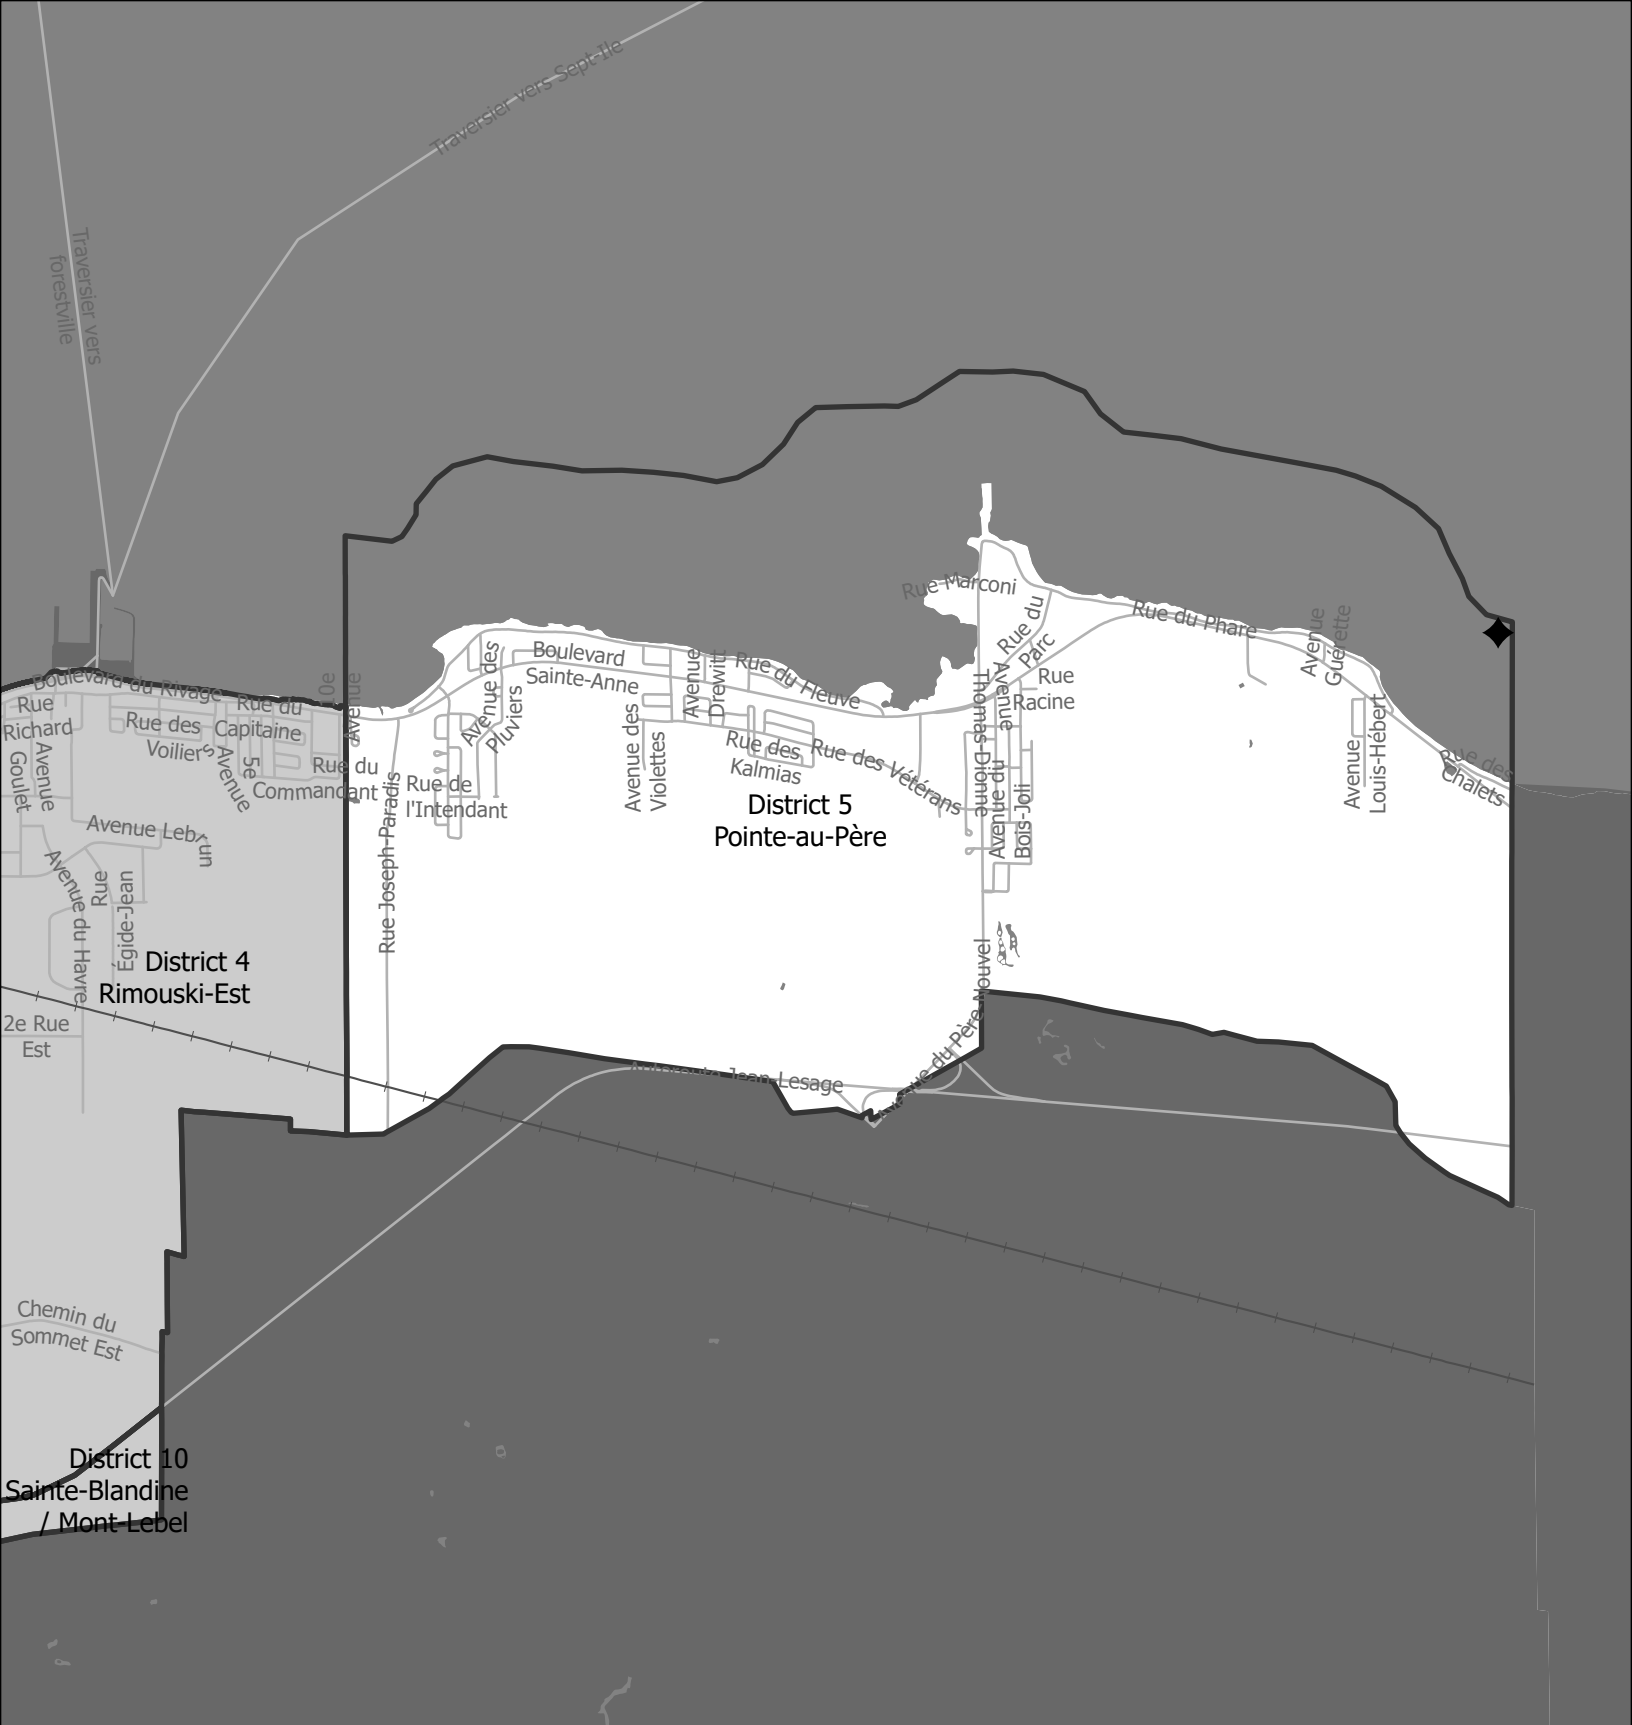 Traversier vers Sept-Ile
Traversier vers
forestville
Rue Marconi
Rue du
Parc
Rue du Phare
Avenue
Guérette
Boulevard
Sainte-Anne
Avenue des
Pluviers
Avenue
Drewitt
Rue du Fleuve
Boulevard du Rivage
Rue
Richard
Rue du
Capitaine
10e
Avenue
Rue des
Voiliers
Avenue
Goulet
5e
Avenue
Rue du
Commandant
Rue de
l'Intendant
Avenue des
Violettes
Rue des
Kalmias
Rue des Vétérans
Avenue
Thomas-Dionne
Rue
Racine
Avenue du
Bois-Joli
Avenue
Louis-Hébert
Rue des
Chalets
District 5
Pointe-au-Père
Avenue Lebrun
Rue Joseph-Paradis
Avenue du Havre
Rue
Égide-Jean
District 4
Rimouski-Est
2e Rue
Est
Avenue du Père-Nouvel
Autoroute Jean-Lesage
Chemin du
Sommet Est
District 10
Sainte-Blandine
/ Mont-Lebel